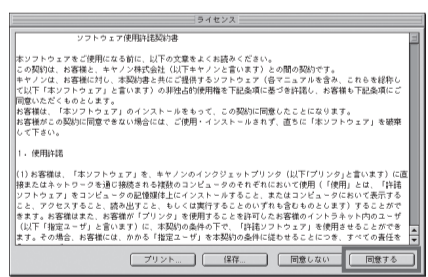 ライセンス
ソフトウェア使用許諾契約書
本ソフトウェアをご使用になる前に、以下の文章をよくお読みください。
この契約は、お客様と、キヤノン株式会社（以下キヤノンと言います）との間の契約です。
キヤノンは、お客様に対し、本契約書と共にご提供するソフトウェア（各マニュアルを含み、これらを総称し
て以下「本ソフトウェア」と言います）の非独占的使用権を下記条項に基づき許諾し、お客様も下記条項にご
同意いただくものとします。
お客様は、「本ソフトウェア」のインストールをもって、この契約に同意したことになります。
お客様がこの契約に同意できない場合には、ご使用・インストールされず、直ちに「本ソフトウェア」を破棄
して下さい。
1．使用許諾
(1) お客様は、「本ソフトウェア」を、キヤノンのインクジェットプリンタ（以下「プリンタ」と言います）に直
接またはネットワークを通じ接続される複数のコンピュータのそれぞれにおいて使用（「使用」とは、「許諾
ソフトウェア」をコンピュータの記憶媒体上にインストールすること、またはコンピュータにおいて表示する
こと、アクセスすること、読み出すこと、もしくは実行することのいずれも含むものとします）することがで
きます。お客様はまた、お客様が「プリンタ」を使用することを許可したお客様のイントラネット内のユーザ
（以下「指定ユーザ」と言います）に、本契約の条件の下で、「許諾ソフトウェア」を使用させることができ
ます。その場合、お客様には、かかる「指定ユーザ」を本契約の条件に従わせることにつき、すべての責任を
プリント... 保存... 同意しない 同意する